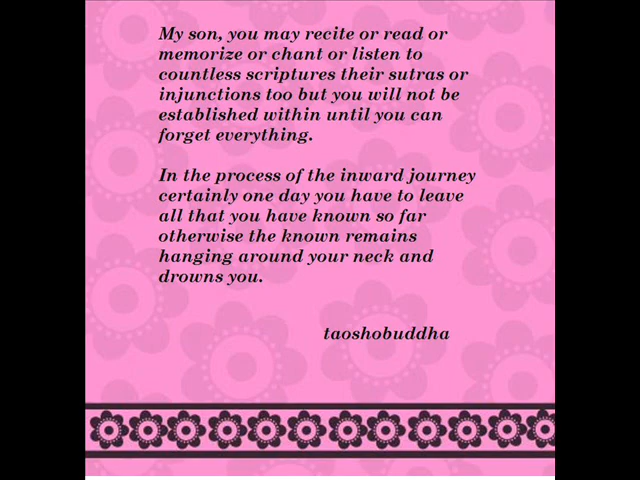 My son, you may recite or read or
memorize or chant or listen to
countless scriptures their sutras or
injunctions too but you will not be
established within until you can
forget everything.
In the process of the inward journey
certainly one day you have to leave
all that you have known so far
otherwise the known remains
hanging around your neck and
drowns you.
taoshobuddha